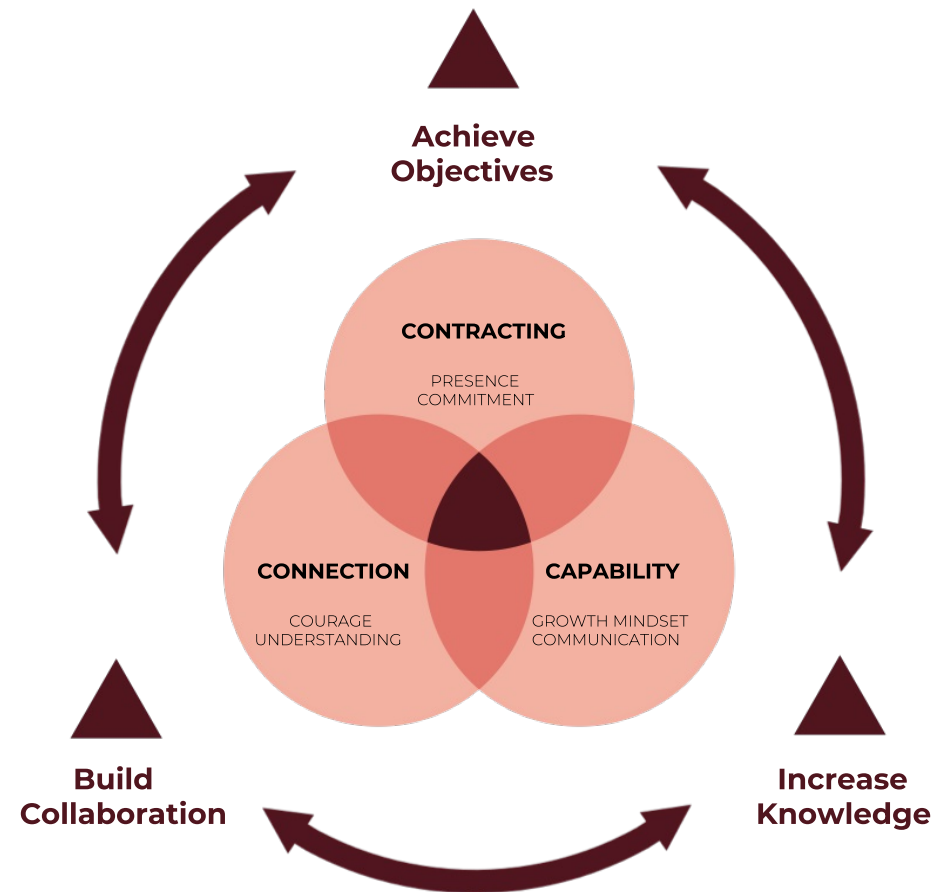 Achieve
Objectives
CONTRACTING
PRESENCE
COMMITMENT
CONNECTION
COURAGE
UNDERSTANDING
CAPABILITY
GROWTH MINDSET
COMMUNICATION
Build
Collaboration
Increase
Knowledge